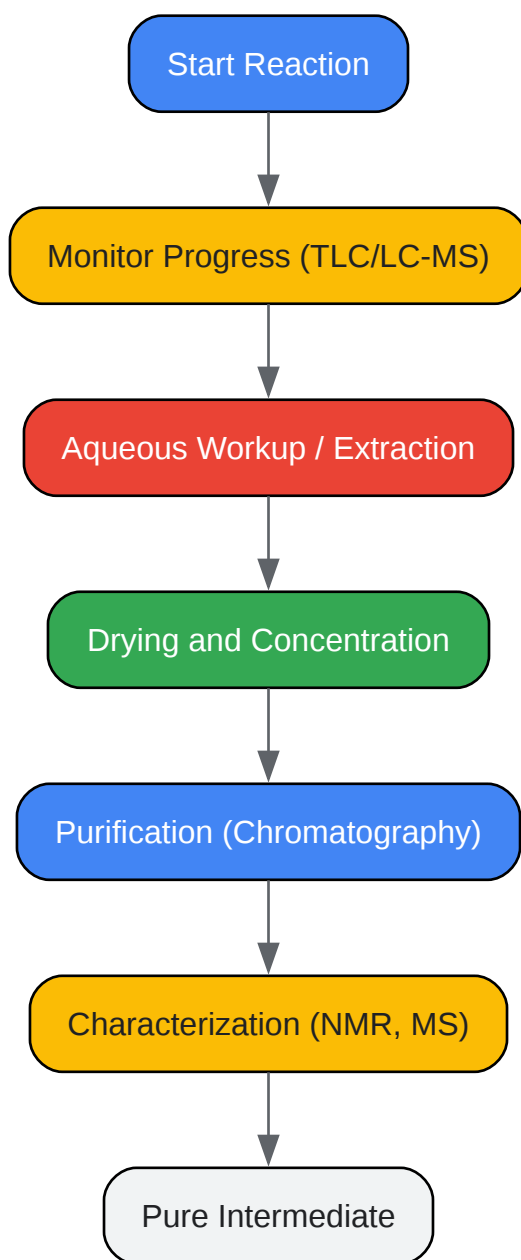 Start Reaction
Monitor Progress (TLC/LC-MS)
Aqueous Workup / Extraction
Drying and Concentration
Purification (Chromatography)
Characterization (NMR, MS)
Pure Intermediate